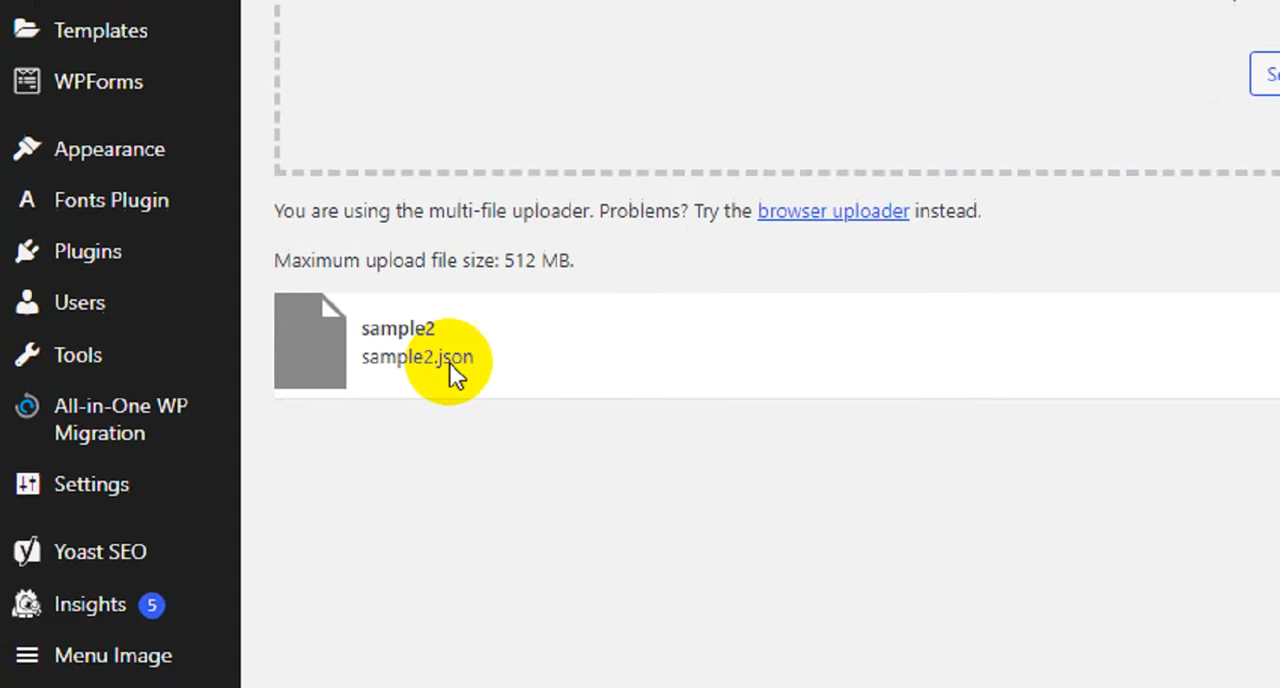 Templates
WPForms
Appearance
Fonts Plugin
Plugins
Users
Tools
All-in-One WP
Migration
Settings
Yoast SEO
Insights 5
Menu Image
Se
You are using the multi-file uploader. Problems? Try the browser uploader instead.
Maximum upload file size: 512 MB.
sample2
sample2.json